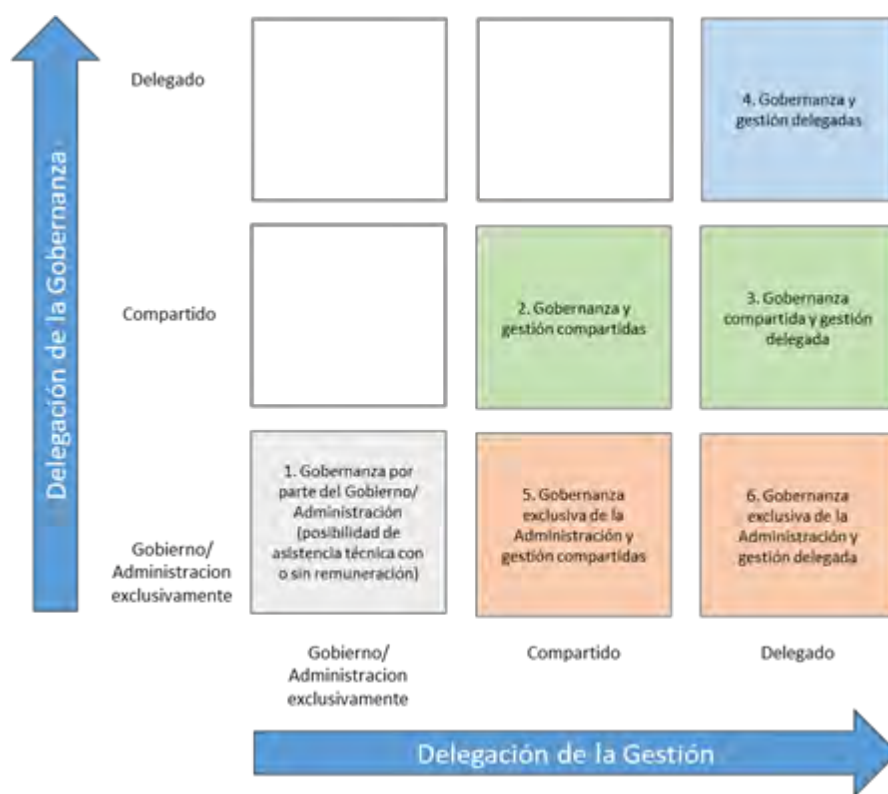 Delegación de la Gobernanza
Delegado
4. Gobernanza y
gestión delegadas
Compartido
2. Gobernanza y
gestión compartidas
3. Gobernanza
compartida y gestión
delegada
Gobierno/
Administracion
exclusivamente
1. Gobernanza por
parte del Gobierno/
Administración
(posibilidad de
asistencia técnica con
o sin remuneración)
5. Gobernanza
exclusiva de la
Administración y
gestión compartidas
6. Gobernanza
exclusiva de la
Administración y
gestión delegada
Gobierno/
Administracion
exclusivamente
Compartido
Delegado
Delegación de la Gestión